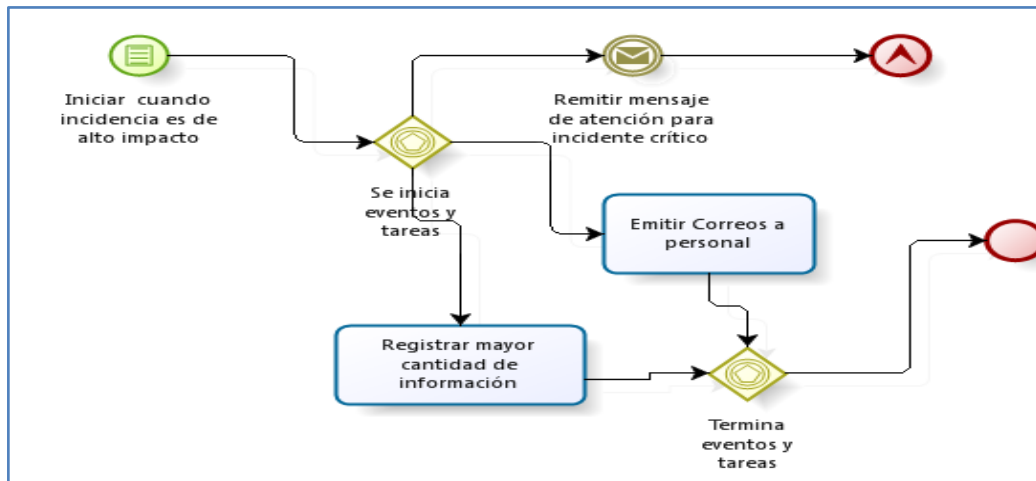 Iniciar cuando
incidencia es de
alto impacto
Remitir mensaje
de atención para
incidente crítico
Se inicia
eventos y
tareas
Emitir Correos a
personal
Registrar mayor
cantidad de
información
Termina
eventos y
tareas